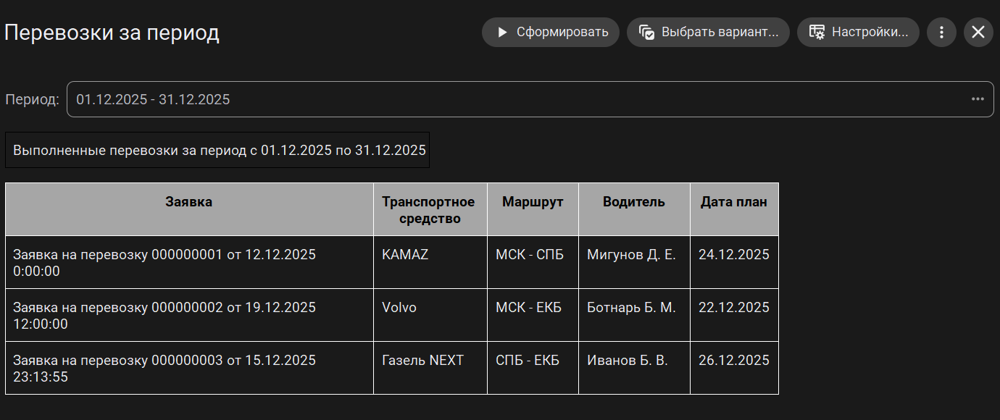 Перевозки за период
Сформировать
Выбрать вариант...
Настройки...
Период:
01.12.2025 - 31.12.2025
Выполненные перевозки за период с 01.12.2025 по 31.12.2025
Заявка
Транспортное
средство
Маршрут
Водитель
Дата план
Заявка на перевозку 000000001 от 12.12.2025
0:00:00
KAMAZ
МСК - СПБ
Мигунов Д. Е.
24.12.2025
Заявка на перевозку 000000002 от 19.12.2025
12:00:00
Volvo
МСК - ЕКБ
Ботнарь Б. М.
22.12.2025
Заявка на перевозку 000000003 от 15.12.2025
23:13:55
Газель NEXT
СПБ - ЕКБ
Иванов Б. В.
26.12.2025